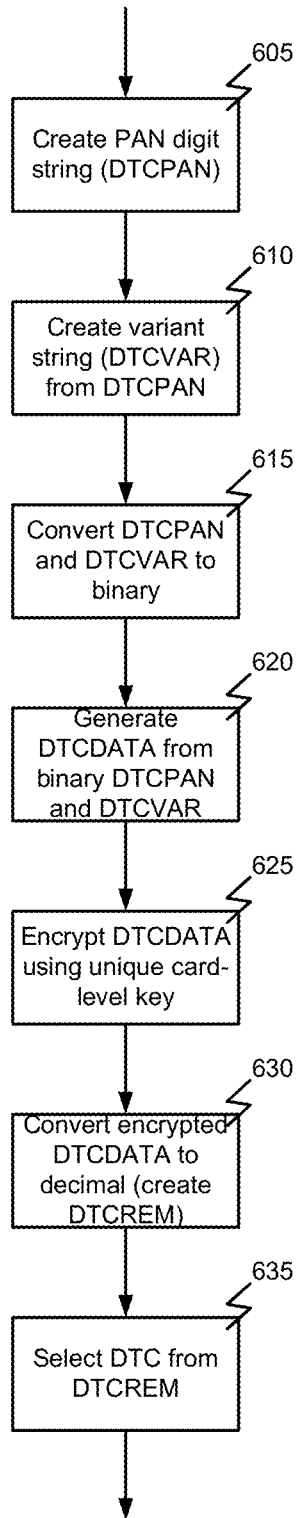 605
Create PAN digit
string (DTCPAN)
610
Create variant
string (DTCVAR)
from DTCPAN
615
Convert DTCPAN
and DTCVAR to
binary
620
Generate
DTCDATA from
binary DTCPAN
and DTCVAR
625
Encrypt DTCDATA
using unique card-
level key
630
Convert encrypted
DTCDATA to
decimal (create
DTCREM)
635
Select DTC from
DTCREM